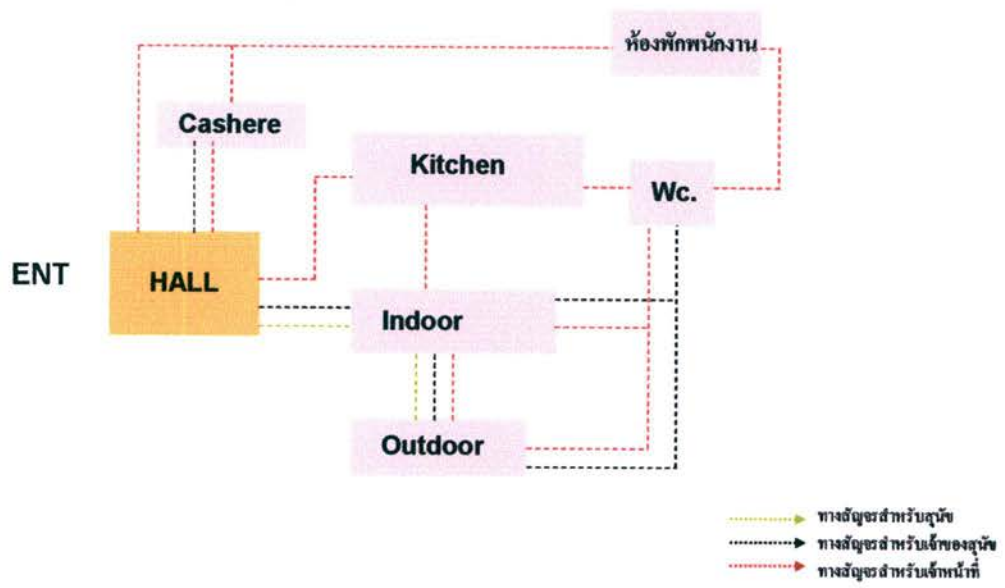 ห้องพักพนักงาน
Cashere
Kitchen
Wc.
ENT
HALL
Indoor
Outdoor
ทางสัญจรสำหรับสุนัข
ทางสัญจรสำหรับเจ้าของสุนัข
ทางสัญจรสำหรับเจ้าหน้าที่